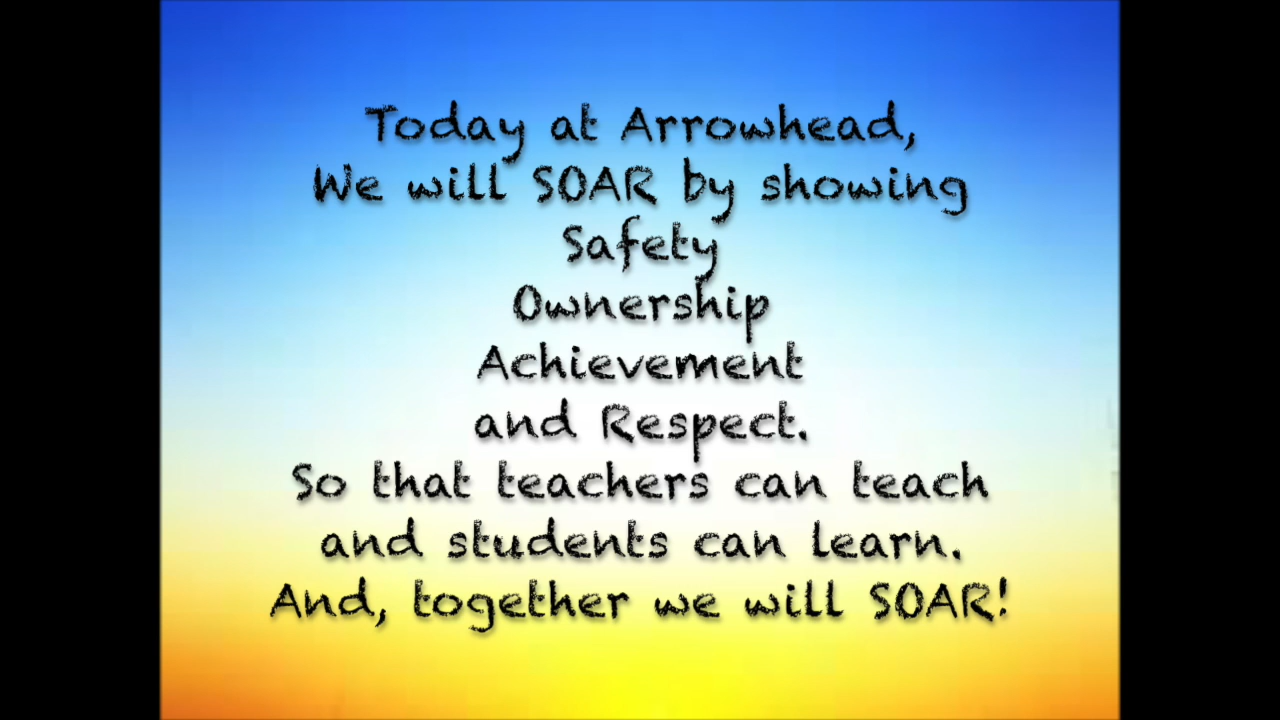 Today at Arrowhead,
We will SOAR by showing
Safety
Ownership
Achievement
and Respect.
So that teachers can teach
and students can learn.
And, together we will SOAR!